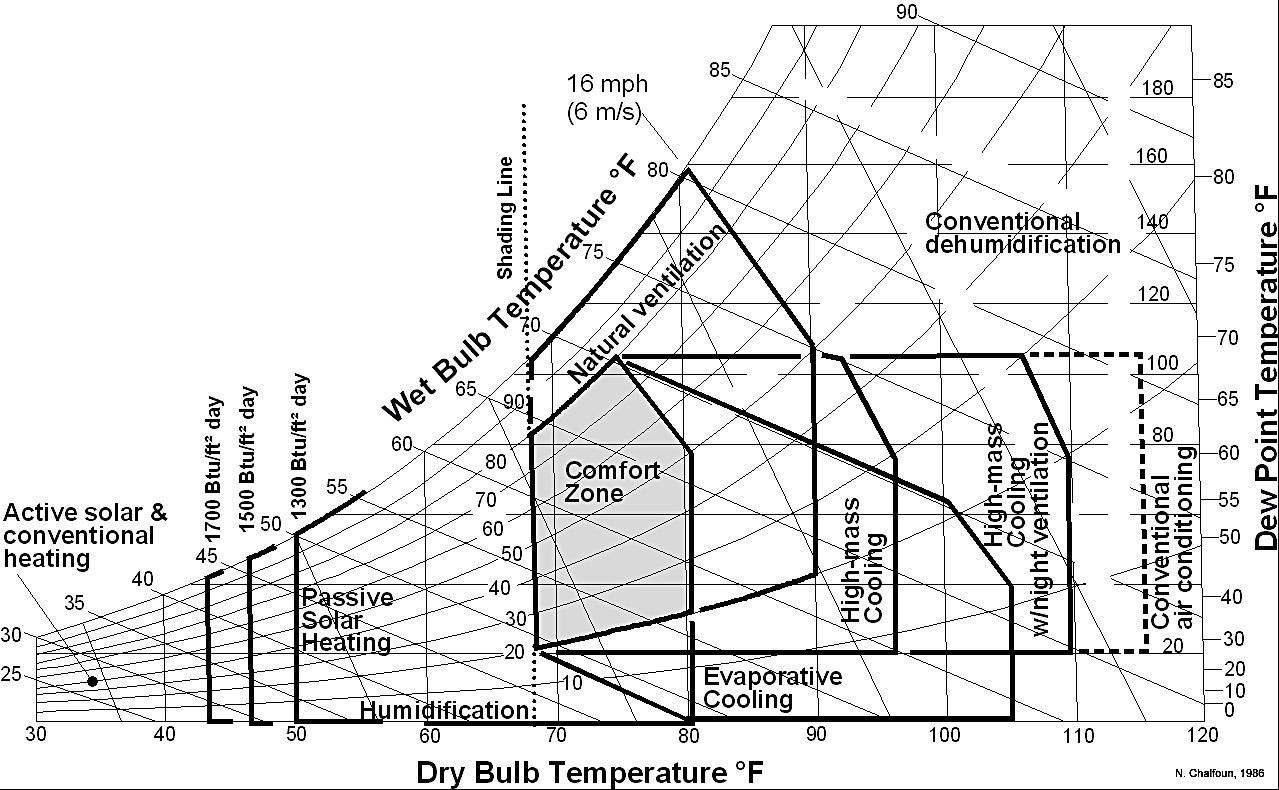 90
85
16 mph
(6 m/s)
180
85
Shading Line
Wet Bulb Temperature °F
80
160
80
Dew Point Temperature °F
Conventional
dehumidification
140
75
Natural ventilation
75
120
70
70
100
65
65
90
1700 Btu/ft² day
1500 Btu/ft² day
1300 Btu/ft² day
60
80
60
80
Comfort
Zone
High-mass
Cooling
w/night ventilation
Conventional
air conditioning
55
70
55
Active solar &
conventional
heating
50
60
High-mass
Cooling
50
45
50
40
40
40
35
Passive
Solar
Heating
30
30
20
20
30
25
10
Evaporative
Cooling
20
10
Humidification
0
30
40
50
60
70
80
90
100
110
120
Dry Bulb Temperature °F
N. Chalfoun, 1986